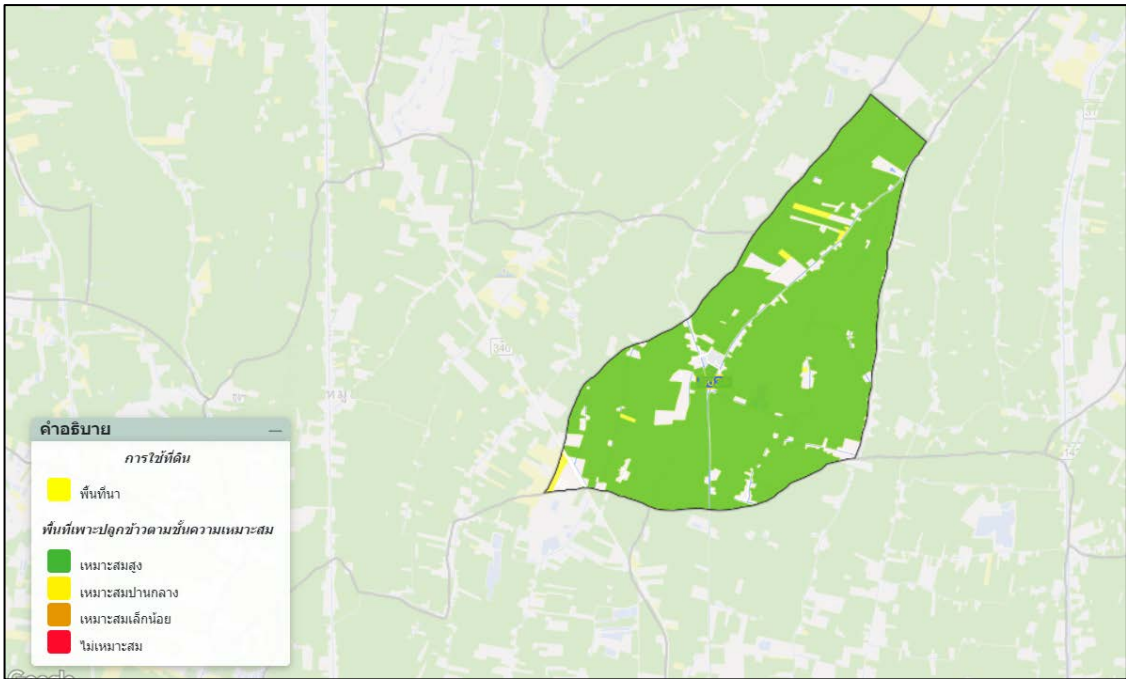 340
คำอธิบาย
การใช้ที่ดิน
พื้นที่นา
พื้นที่เพาะปลูกข้าวตามชั้นความเหมาะสม
เหมาะสมสูง
เหมาะสมปานกลาง
เหมาะสมเล็กน้อย
ไม่เหมาะสม
Google